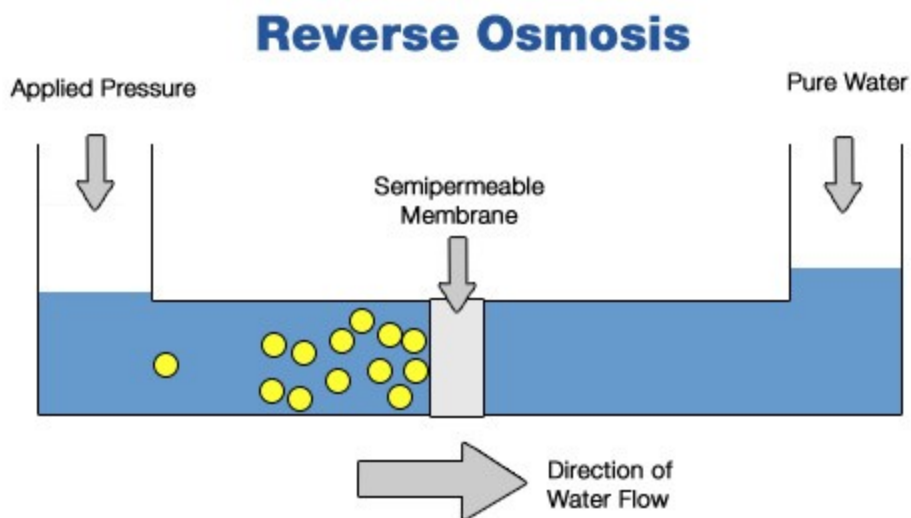 Reverse Osmosis
Applied Pressure
Pure Water
Semipermeable
Membrane
Direction of
Water Flow